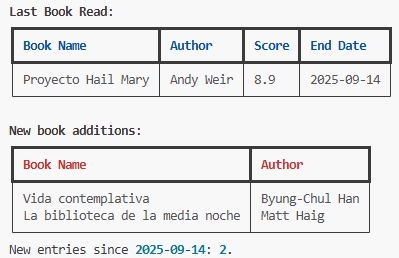 Last Book Read:
Book Name Author Score End Date
Proyecto Hail Mary Andy Weir 8.9 2025-09-14
New book additions:
Book Name Author
Vida contemplativa Byung-Chul Han
La biblioteca de la media noche Matt Haig
New entries since 2025-09-14: 2.